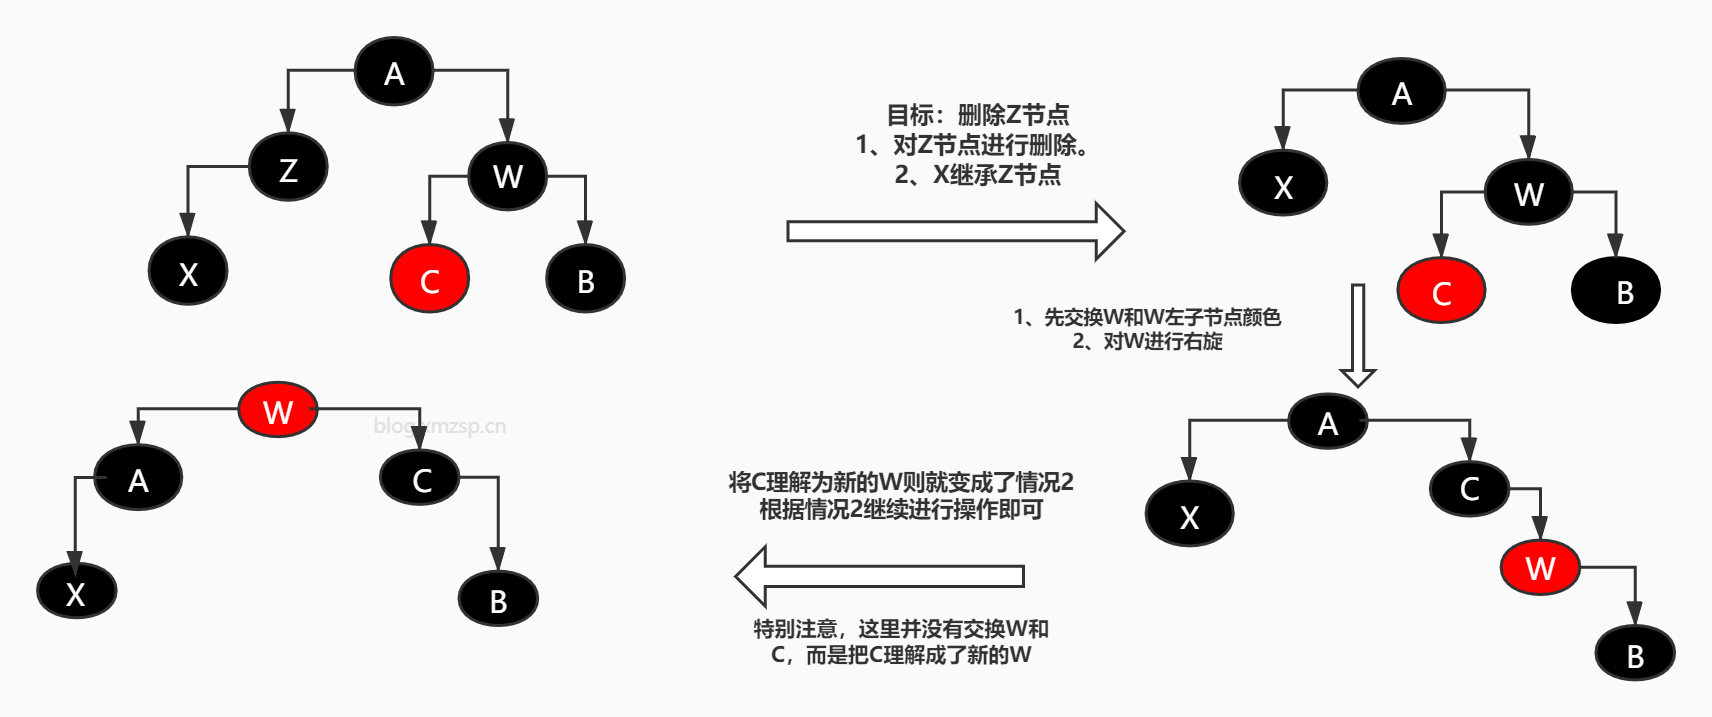 A
Z
W
X
C
B
目标：删除Z节点
1、对Z节点进行删除。
2、X继承Z节点
A
X
W
C
B
1、先交换W和W左子节点颜色
2、对W进行右旋
A
X
C
W
B
将C理解为新的W则就变成了情况2
根据情况2继续进行操作即可
特别注意，这里并没有交换W和
C，而是把C理解成了新的W
W
A
C
X
B
blog.xmzsp.cn